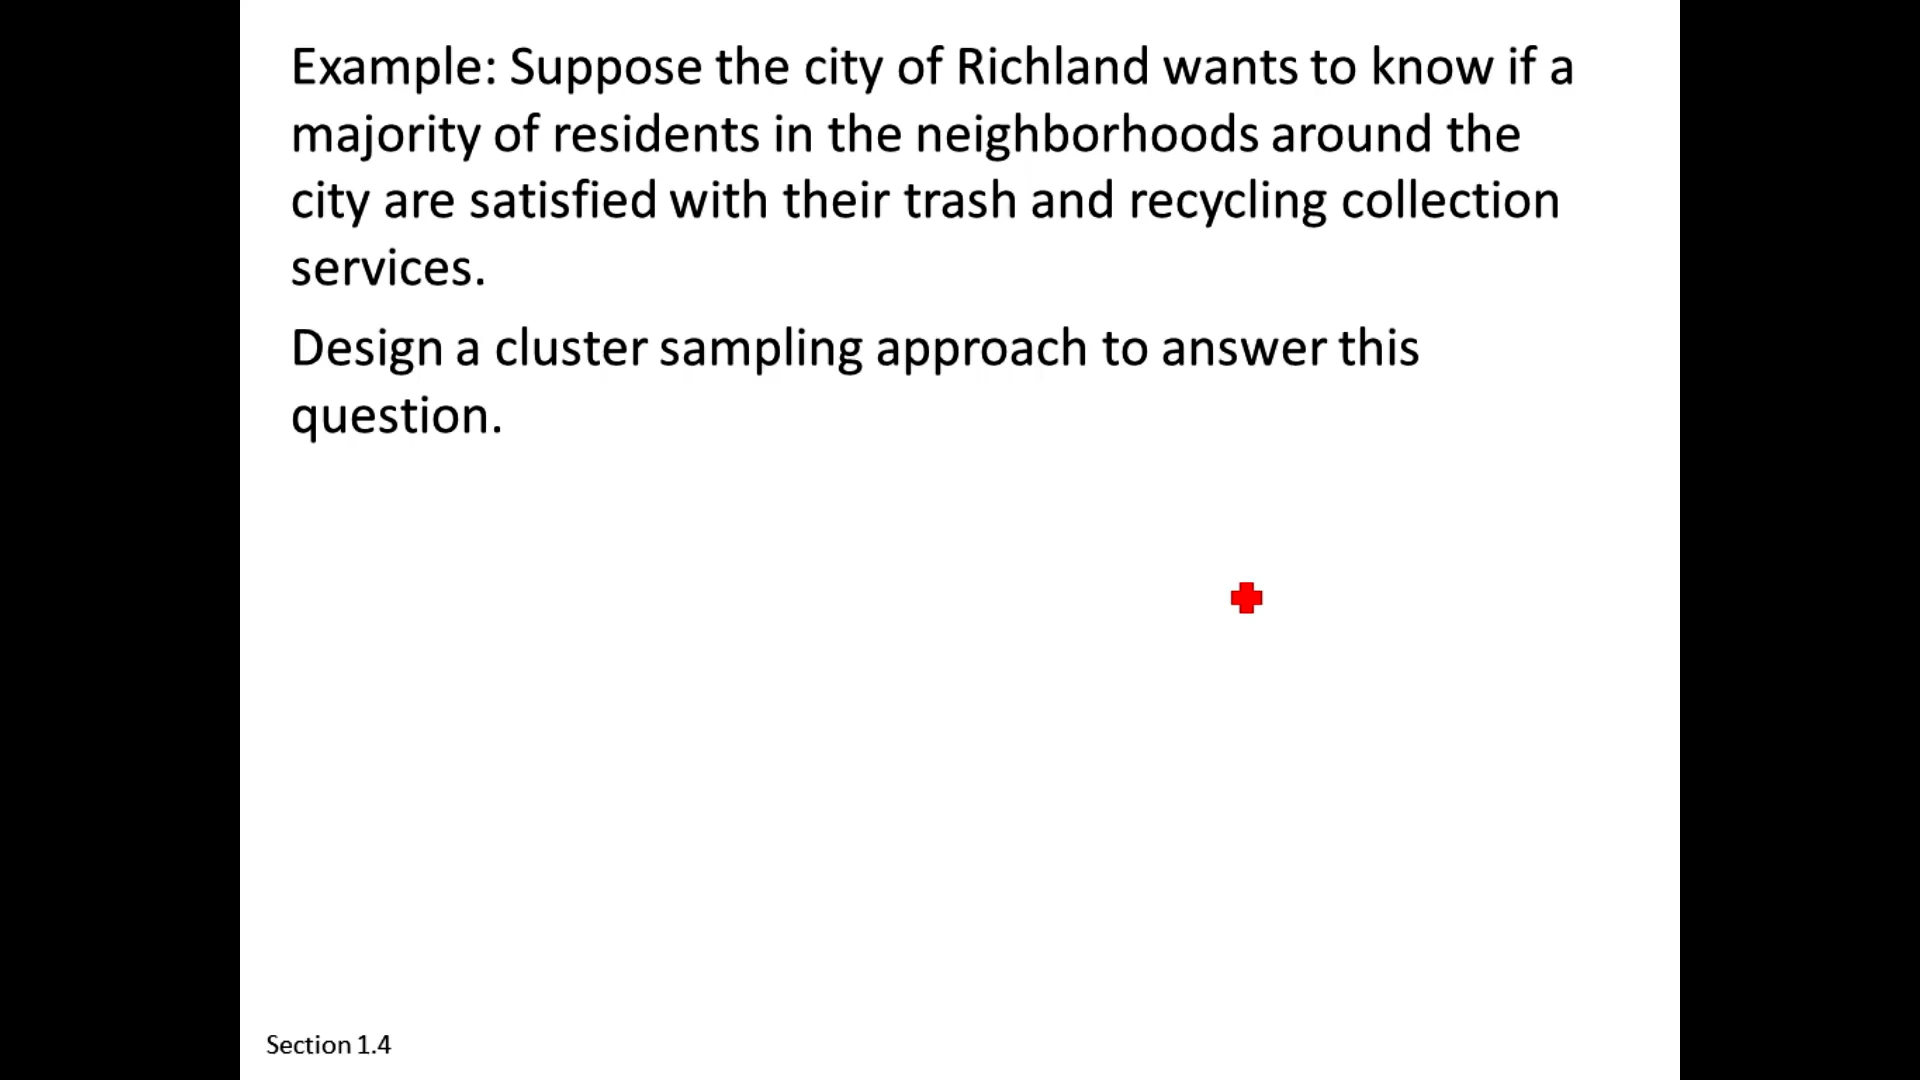 Example: Suppose the city of Richland wants to know if a
majority of residents in the neighborhoods around the
city are satisfied with their trash and recycling collection
services.
Design a cluster sampling approach to answer this
question.
Section 1.4